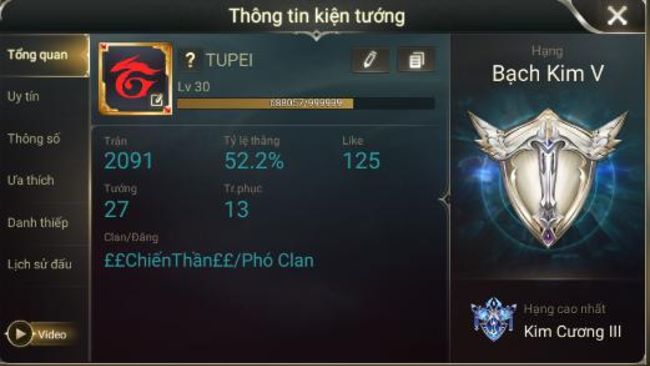 Thông tin kiện tướng
Tổng quan
Uy tín
Thông số
Ưa thích
Danh thiếp
Lịch sử đấu
Video
? TUPEI
Lv 30
688057/999999
Trận
2091
Tỷ lệ thắng
52.2%
Like
125
Tướng
27
Tr.phục
13
Clan/Đảng
££ChiếnThần££/Phó Clan
Hạng
Bạch Kim V
Hạng cao nhất
Kim Cương III